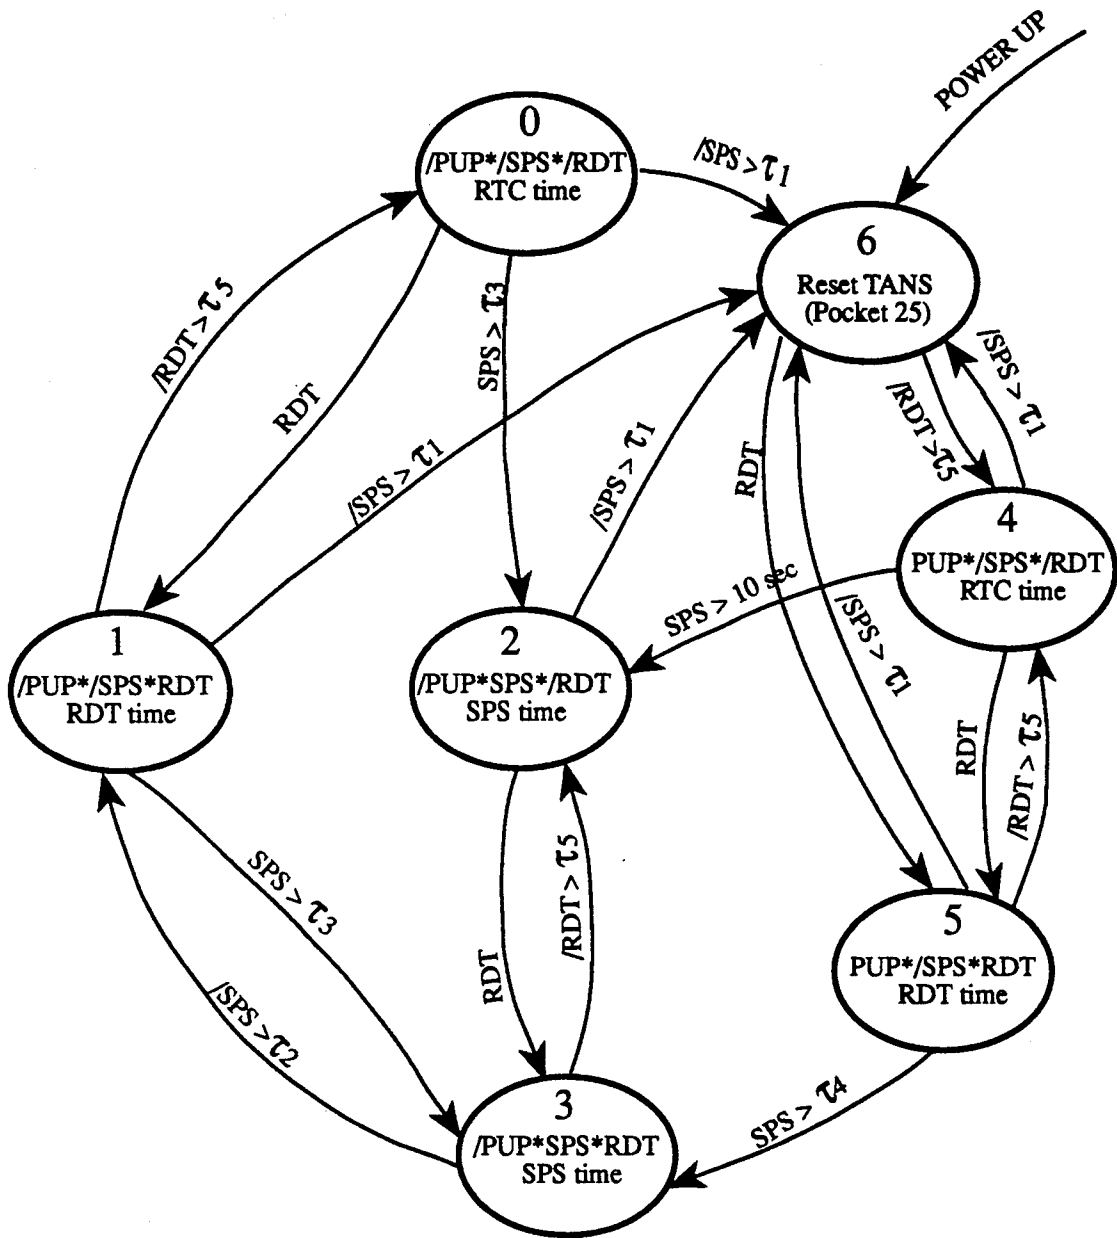 POWER UP
0
/PUP*/SPS*/RDT
RTC time
/SPS > τ1
6
Reset TANS
(Pocket 25)
/RDT > τ5
RDT
SPS > τ3
/SPS > τ1
/SPS > τ1
RDT
/RDT > τ5
/SPS > τ1
4
PUP*/SPS*/RDT
RTC time
SPS > 10 sec
/SPS > τ1
1
/PUP*/SPS*RDT
RDT time
2
/PUP*SPS*/RDT
SPS time
RDT
/RDT > τ5
SPS > τ3
/SPS > τ2
RDT
/RDT > τ5
5
PUP*/SPS*RDT
RDT time
SPS > τ4
3
/PUP*SPS*RDT
SPS time